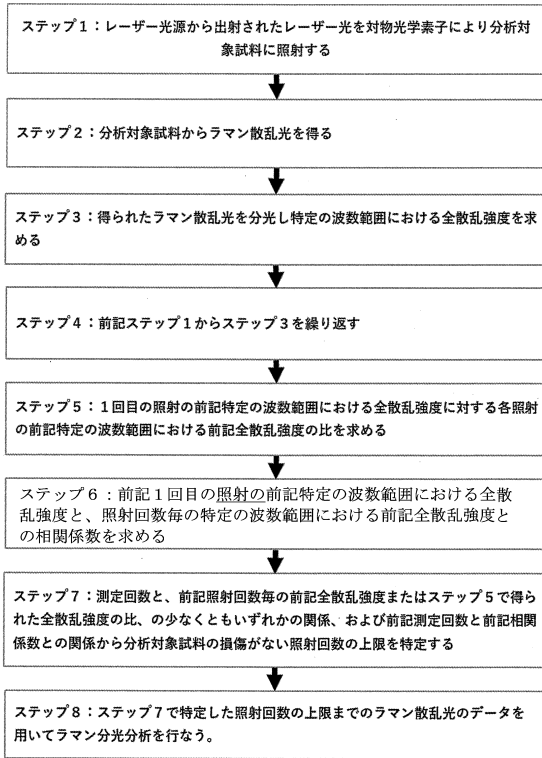 ステップ１：レーザー光源から出射されたレーザー光を対物光学素子により分析対
象試料に照射する
ステップ２：分析対象試料からラマン散乱光を得る
ステップ３：得られたラマン散乱光を分光し特定の波数範囲における全散乱強度を求
める
ステップ４：前記ステップ１からステップ３を繰り返す
ステップ５：１回目の照射の前記特定の波数範囲における全散乱強度に対する各照射
の前記特定の波数範囲における前記全散乱強度の比を求める
ステップ６：前記１回目の照射の前記特定の波数範囲における全散
乱強度と、照射回数毎の特定の波数範囲における前記全散乱強度と
の相関係数を求める
ステップ７：測定回数と、前記照射回数毎の前記全散乱強度またはステップ５で得ら
れた全散乱強度の比、の少なくともいずれかの関係、および前記測定回数と前記相関
係数との関係から分析対象試料の損傷がない照射回数の上限を特定する
ステップ８：ステップ７で特定した照射回数の上限までのラマン散乱光のデータを
用いてラマン分光分析を行なう。